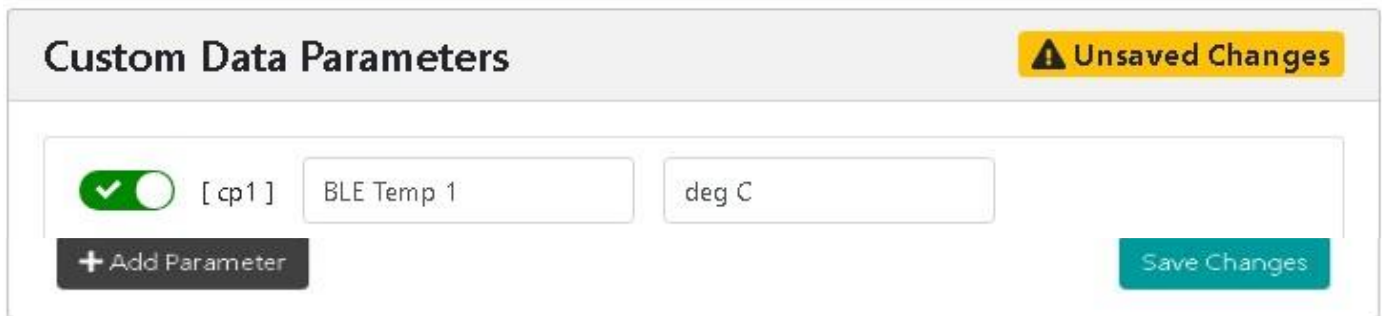 Custom Data Parameters
Unsaved Changes
[ cp1 ] BLE Temp 1 deg C
+ Add Parameter
Save Changes